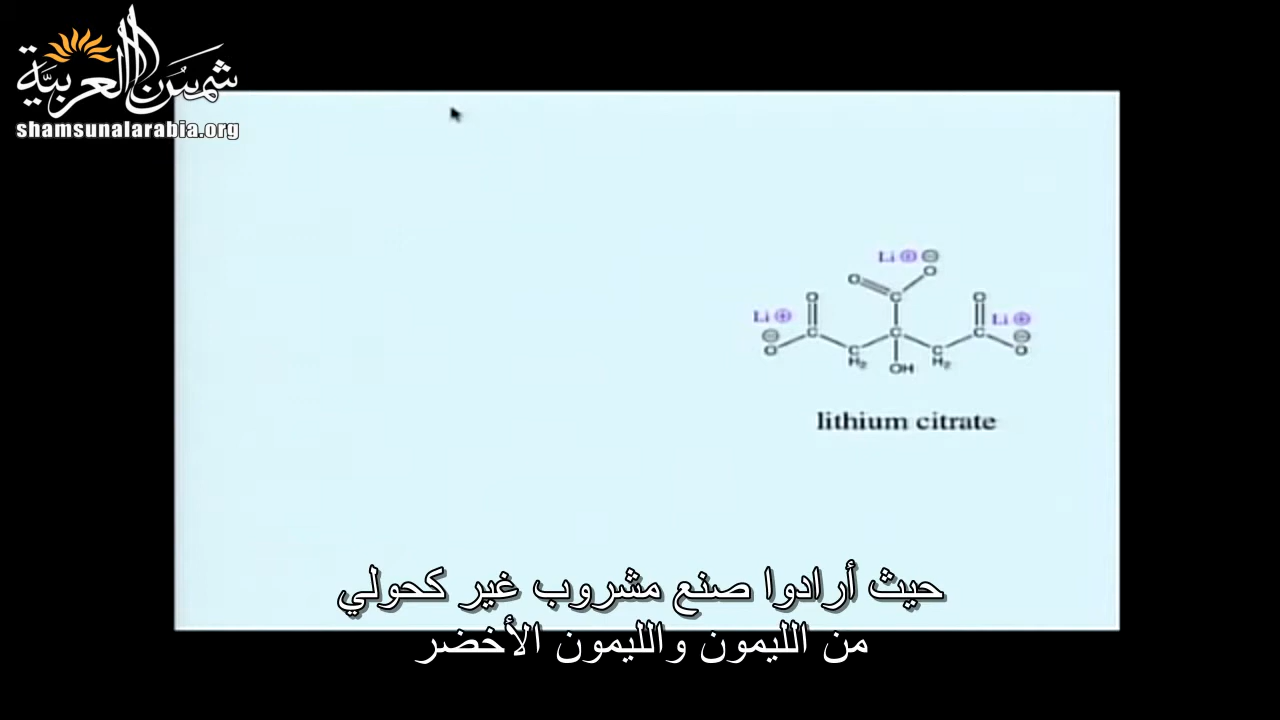 شمس العربية
shamsunalarabia.org
Li ⊕ ⊖
O
O
C
O
O
Li ⊕
Li ⊕
⊖
C
C
C
⊖
O
C
C
O
H₂
OH
H₂
lithium citrate
حيث أرادوا صنع مشروب غير كحولي
من الليمون والليمون الأخضر